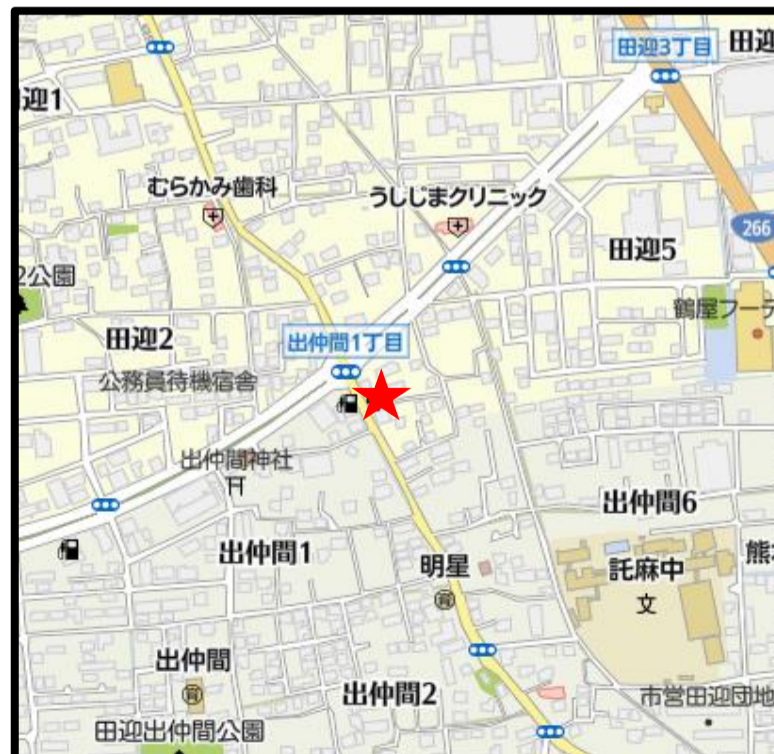 田迎3丁目
田迎
迎1
むらかみ歯科
うしじまクリニック
266
田迎5
2公園
鶴屋フーデ
田迎2
出仲間1丁目
公務員待機宿舎
出仲間神社
出仲間6
出仲間1
明星
託麻中
熊本
文
出仲間
出仲間2
市営田迎団地
田迎出仲間公園